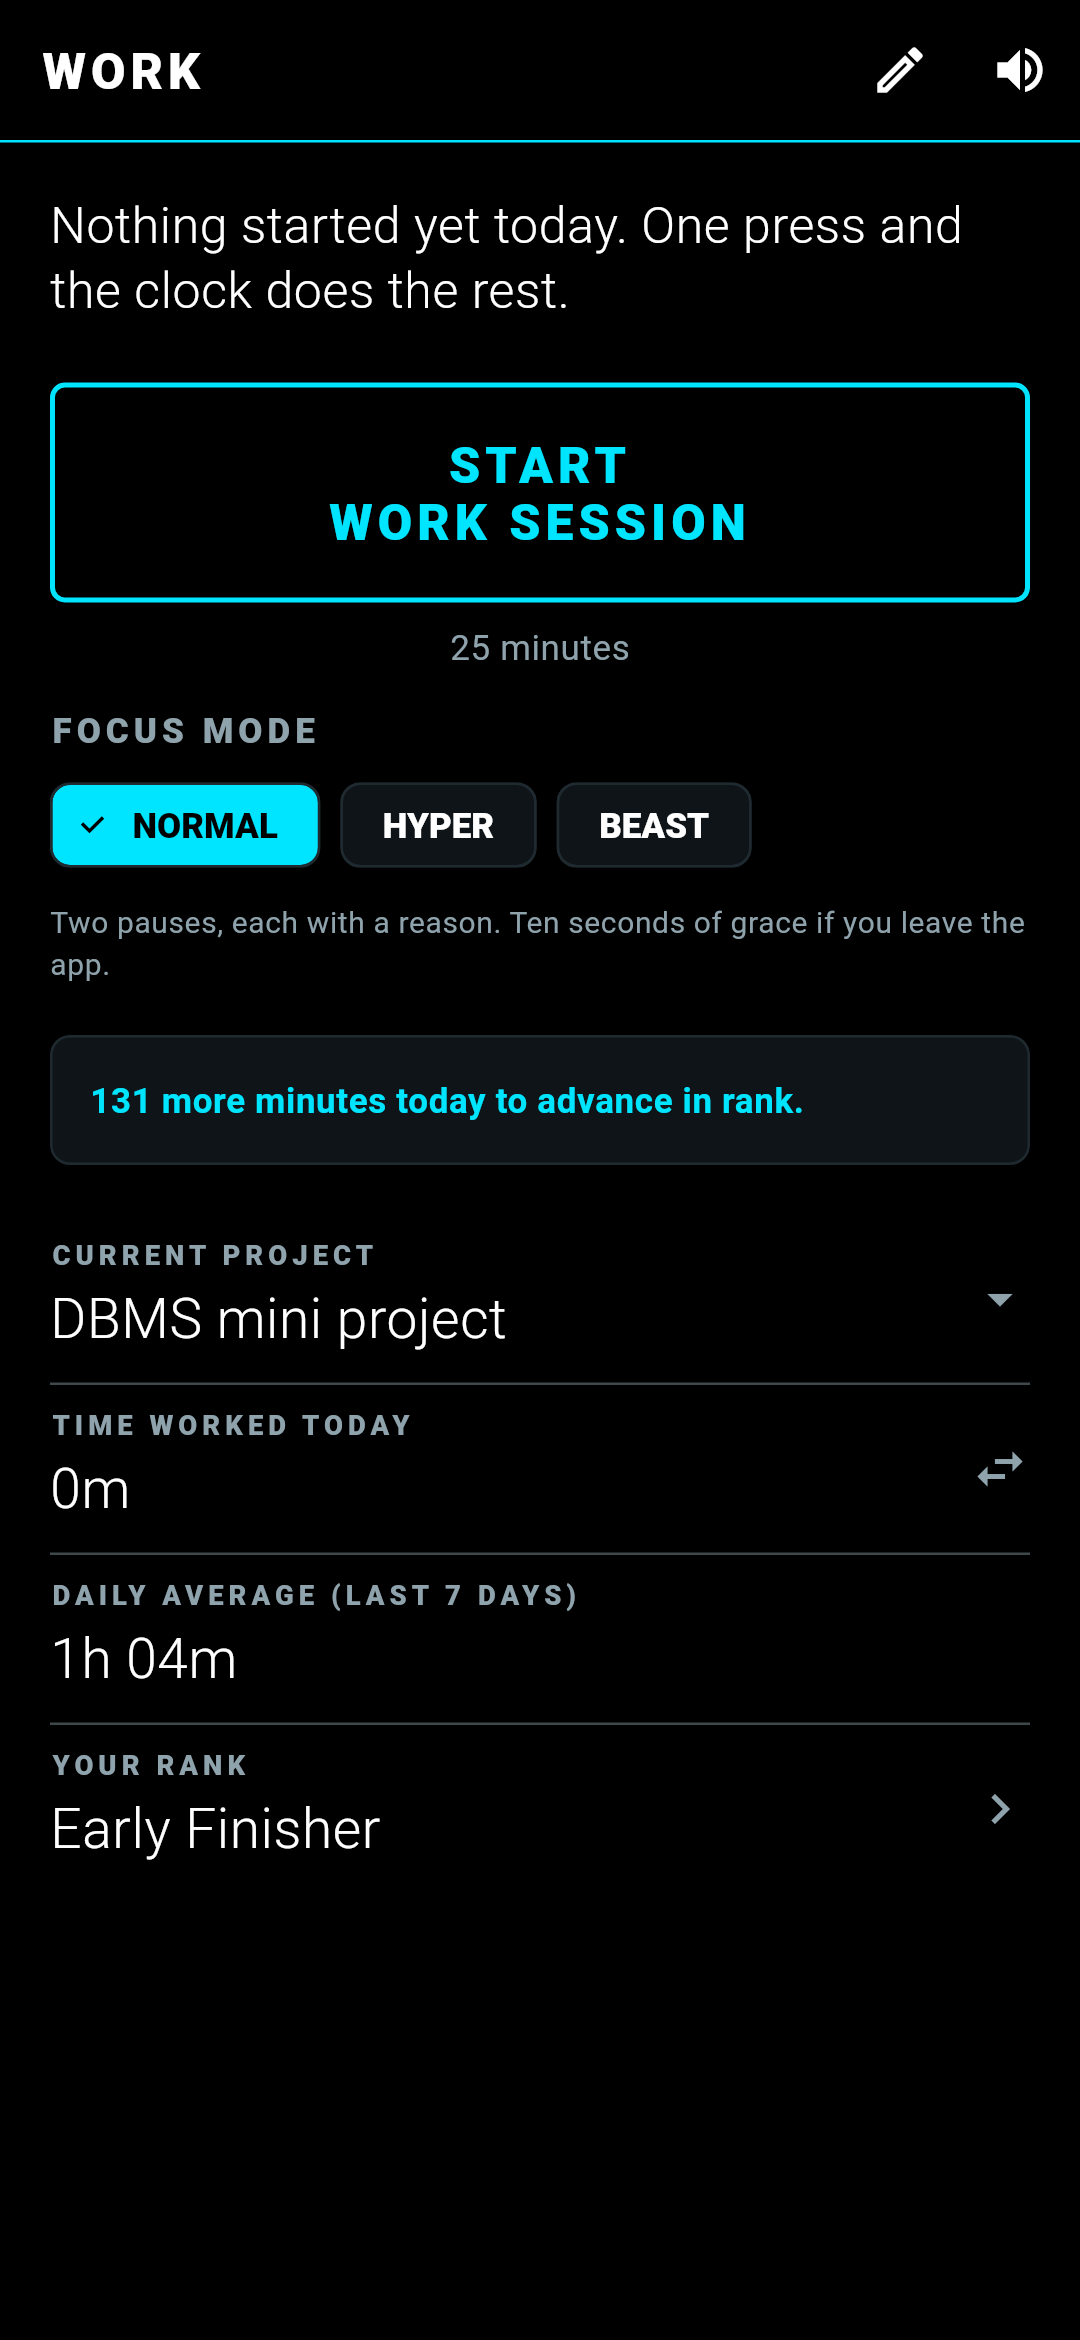 WORK
Nothing started yet today. One press and
the clock does the rest.
START
WORK SESSION
25 minutes
FOCUS MODE
NORMAL
HYPER
BEAST
Two pauses, each with a reason. Ten seconds of grace if you leave the
app.
131 more minutes today to advance in rank.
CURRENT PROJECT
DBMS mini project
TIME WORKED TODAY
0m
DAILY AVERAGE (LAST 7 DAYS)
1h 04m
YOUR RANK
Early Finisher